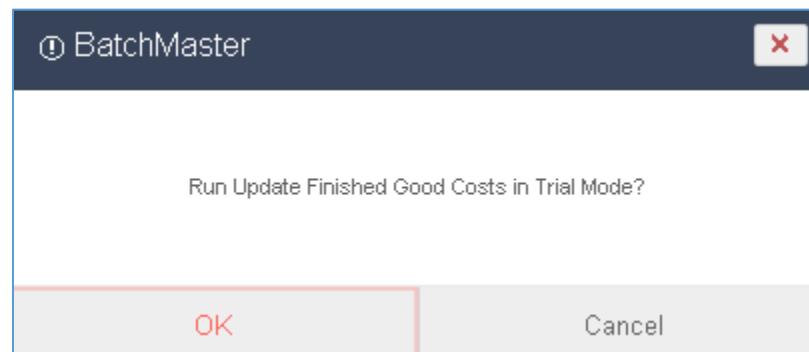 BatchMaster
Run Update Finished Good Costs in Trial Mode?
OK
Cancel